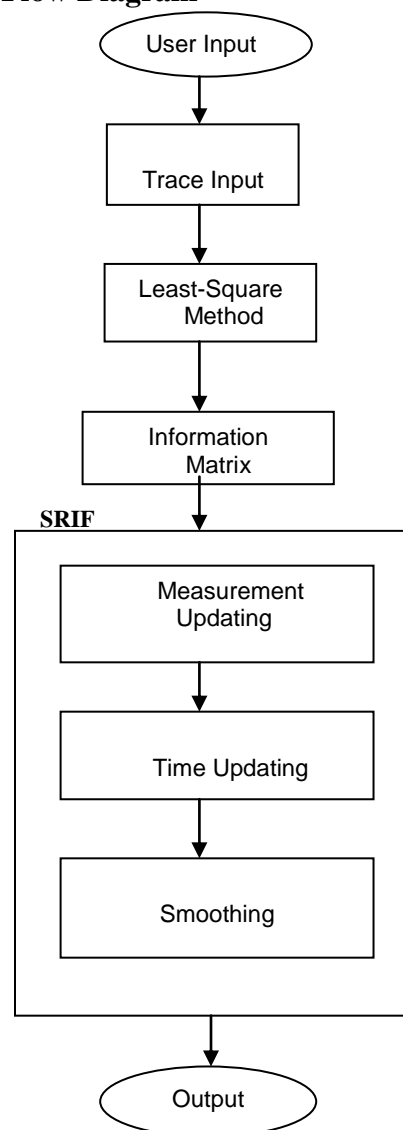 User Input
Trace Input
Least-Square
Method
Information
Matrix
SRIF
Measurement
Updating
Time Updating
Smoothing
Output